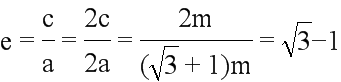 e = c/a = 2c/2a = 2m/((√3 + 1)m) = √3−1